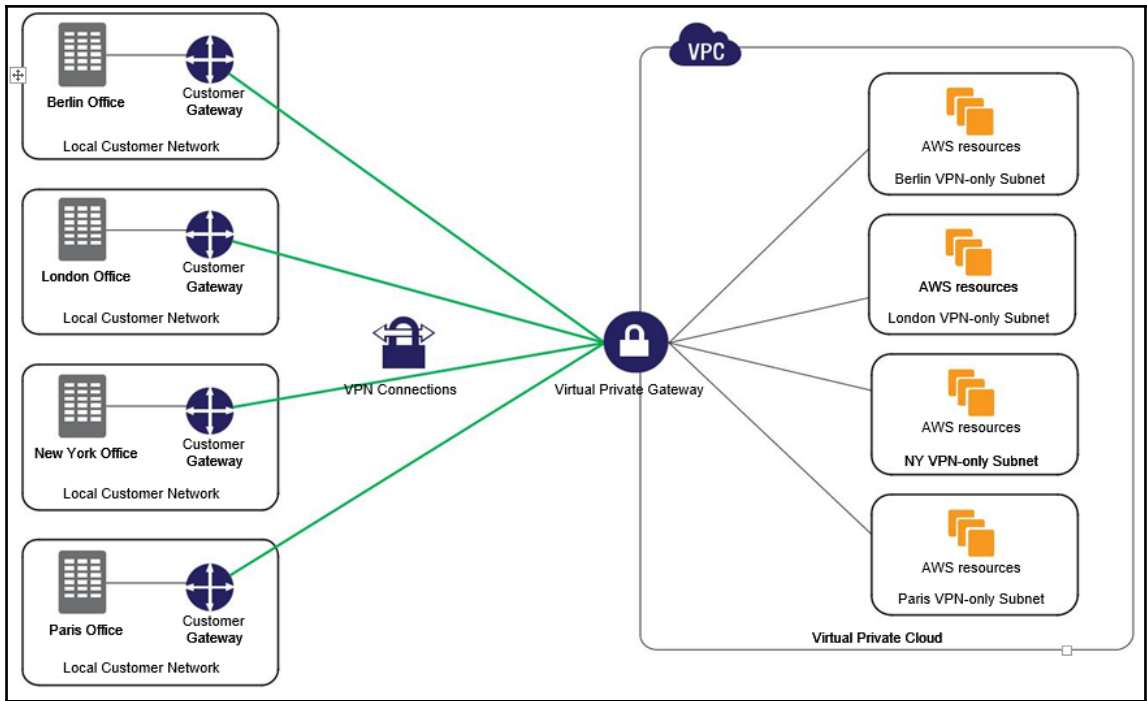 Berlin Office
Customer
Gateway
Local Customer Network
London Office
Customer
Gateway
Local Customer Network
New York Office
Customer
Gateway
Local Customer Network
Paris Office
Customer
Gateway
Local Customer Network
VPN Connections
Virtual Private Gateway
VPC
AWS resources
Berlin VPN-only Subnet
AWS resources
London VPN-only Subnet
AWS resources
NY VPN-only Subnet
AWS resources
Paris VPN-only Subnet
Virtual Private Cloud